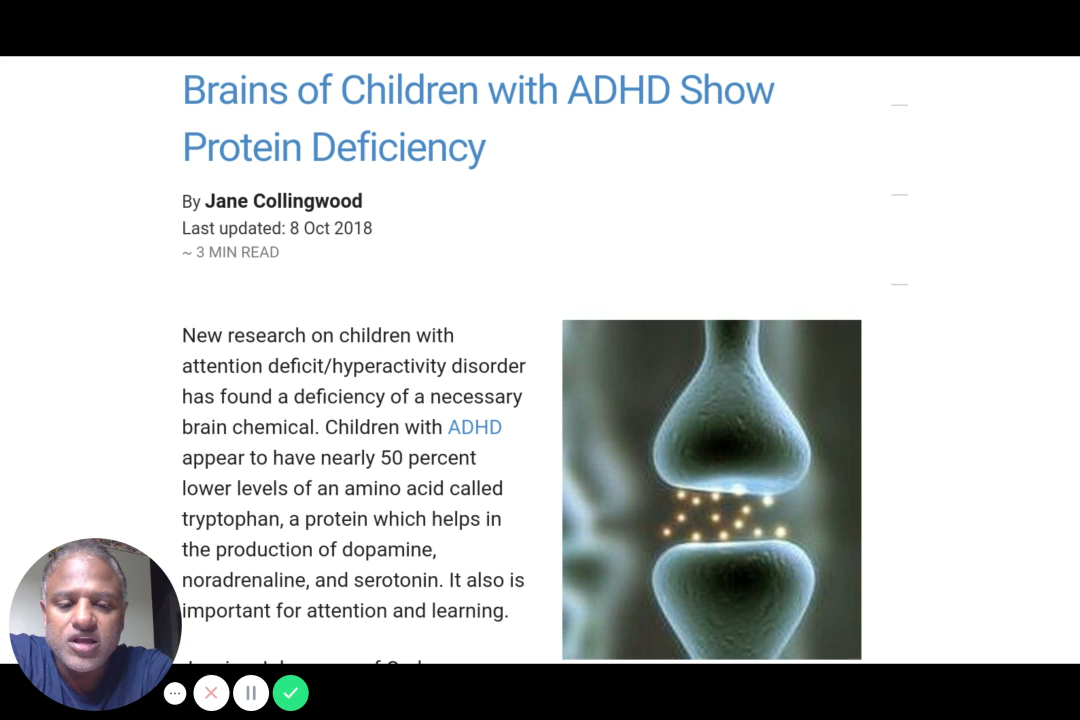 Brains of Children with ADHD Show
Protein Deficiency
By Jane Collingwood
Last updated: 8 Oct 2018
~ 3 MIN READ
New research on children with
attention deficit/hyperactivity disorder
has found a deficiency of a necessary
brain chemical. Children with ADHD
appear to have nearly 50 percent
lower levels of an amino acid called
tryptophan, a protein which helps in
the production of dopamine,
noradrenaline, and serotonin. It also is
important for attention and learning.